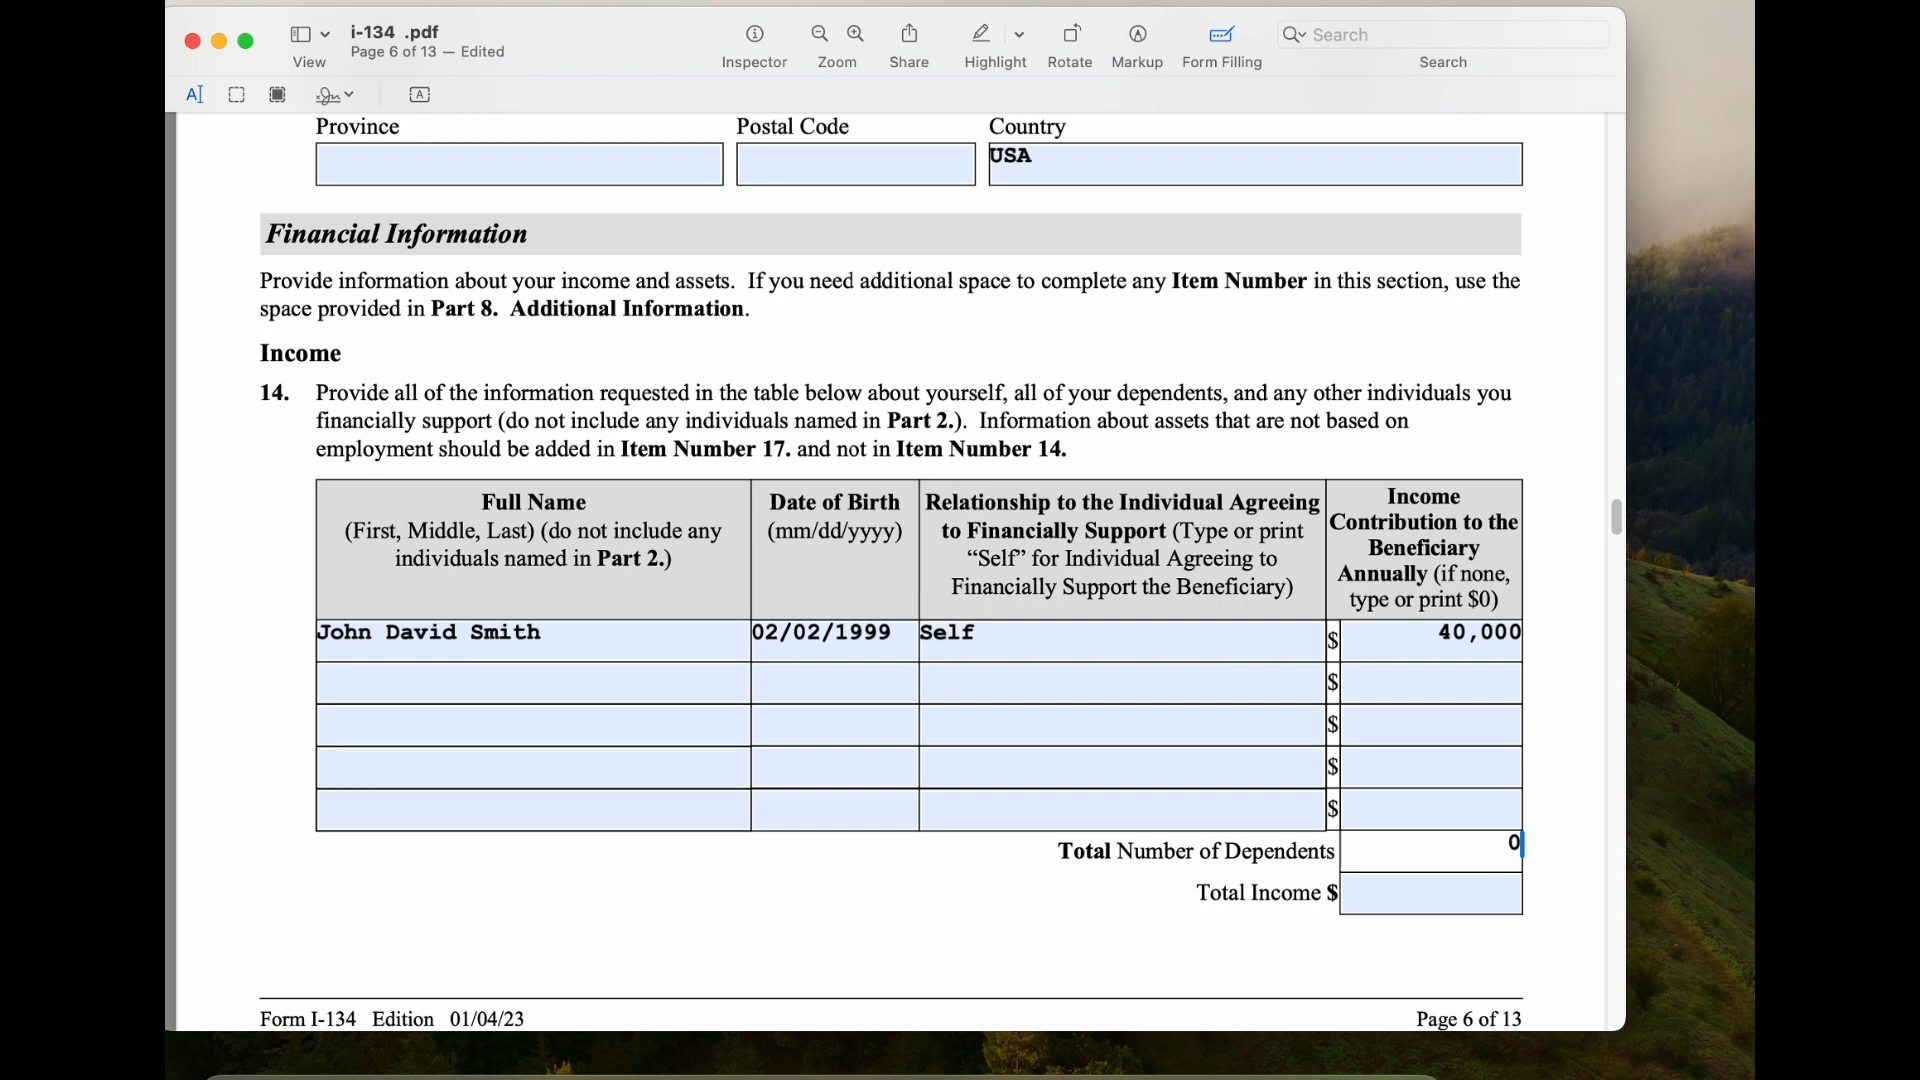 i-134 .pdf
Page 6 of 13 — Edited
View
Inspector
Zoom
Share
Highlight
Rotate
Markup
Form Filling
Search
Search
A
A
Province
Postal Code
Country
USA
Financial Information
Provide information about your income and assets. If you need additional space to complete any Item Number in this section, use the
space provided in Part 8. Additional Information.
Income
14. Provide all of the information requested in the table below about yourself, all of your dependents, and any other individuals you
financially support (do not include any individuals named in Part 2.). Information about assets that are not based on
employment should be added in Item Number 17. and not in Item Number 14.
Full Name
(First, Middle, Last) (do not include any
individuals named in Part 2.)
Date of Birth
(mm/dd/yyyy)
Relationship to the Individual Agreeing
to Financially Support (Type or print
“Self” for Individual Agreeing to
Financially Support the Beneficiary)
Income
Contribution to the
Beneficiary
Annually (if none,
type or print $0)
John David Smith 02/02/1999 Self $ 40,000
$
$
$
$
Total Number of Dependents 0
Total Income $
Form I-134 Edition 01/04/23 Page 6 of 13